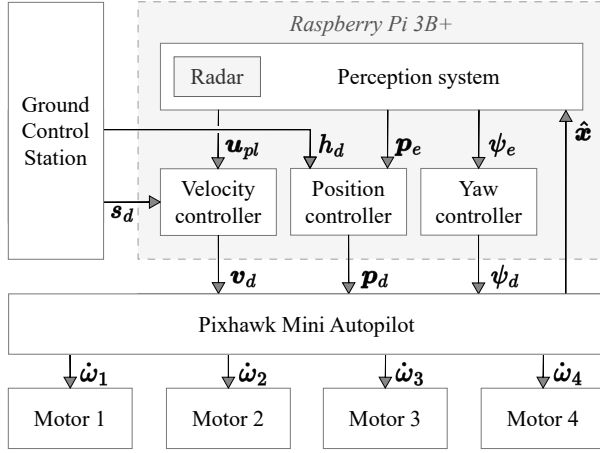 Raspberry Pi 3B+
Radar
Perception system
Ground
Control
Station
u_pl
h_d
p_e
ψ_e
x̂
s_d
Velocity
controller
Position
controller
Yaw
controller
v_d
p_d
ψ_d
Pixhawk Mini Autopilot
ω̇_1
ω̇_2
ω̇_3
ω̇_4
Motor 1
Motor 2
Motor 3
Motor 4